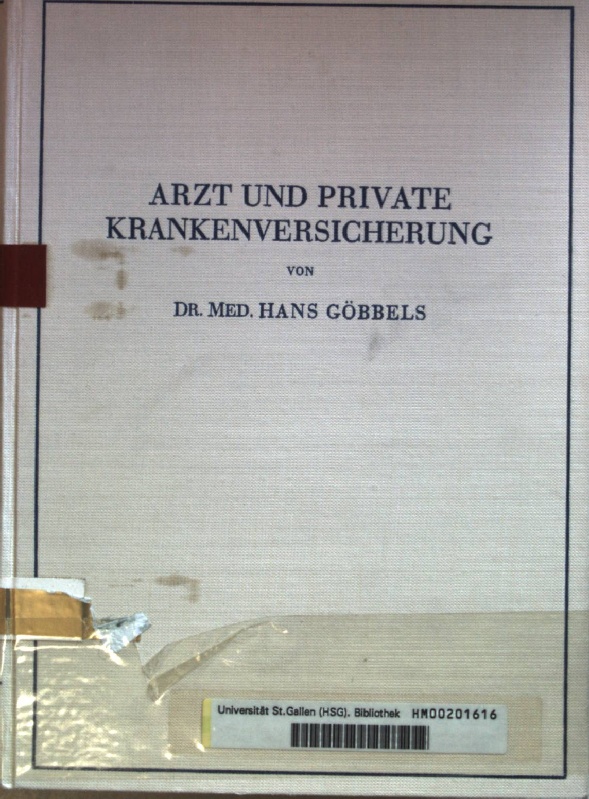 ARZT UND PRIVATE
KRANKENVERSICHERUNG
VON
DR. MED. HANS GÖBBELS
Universität St.Gallen (HSG). Bibliothek HM00201616